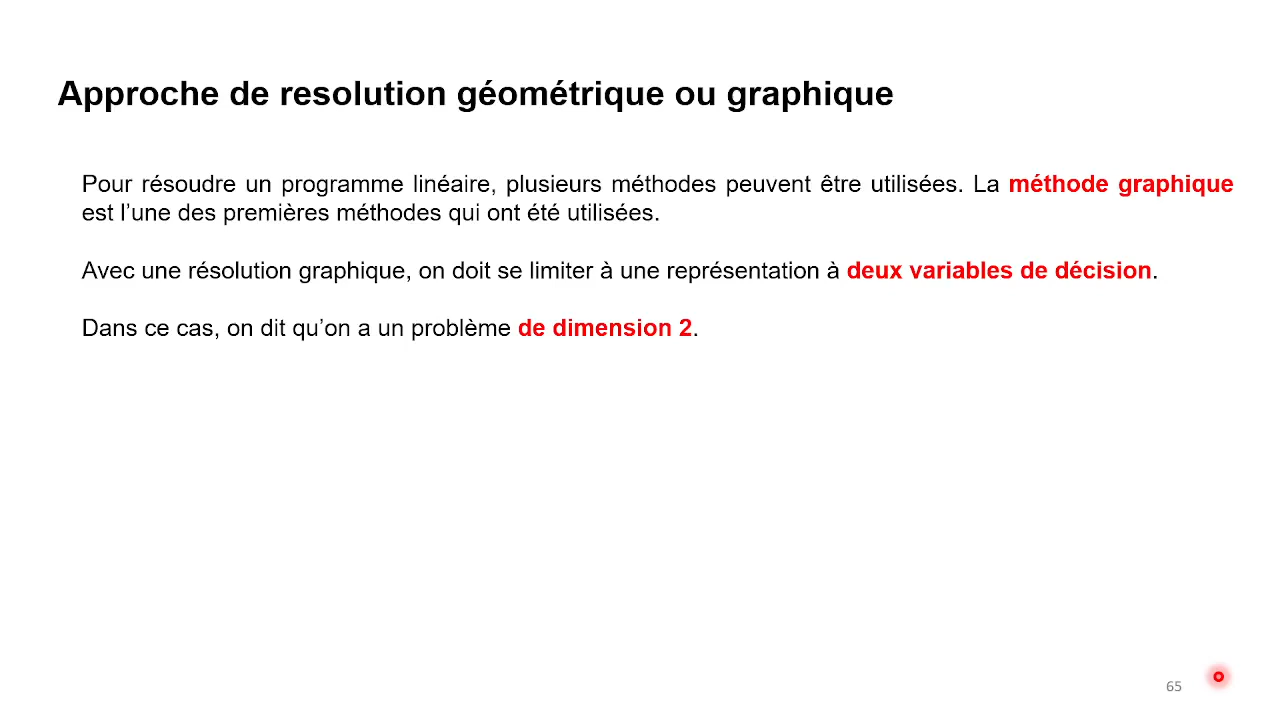 Approche de resolution géométrique ou graphique
Pour résoudre un programme linéaire, plusieurs méthodes peuvent être utilisées. La méthode graphique
est l’une des premières méthodes qui ont été utilisées.
Avec une résolution graphique, on doit se limiter à une représentation à deux variables de décision.
Dans ce cas, on dit qu’on a un problème de dimension 2.
65